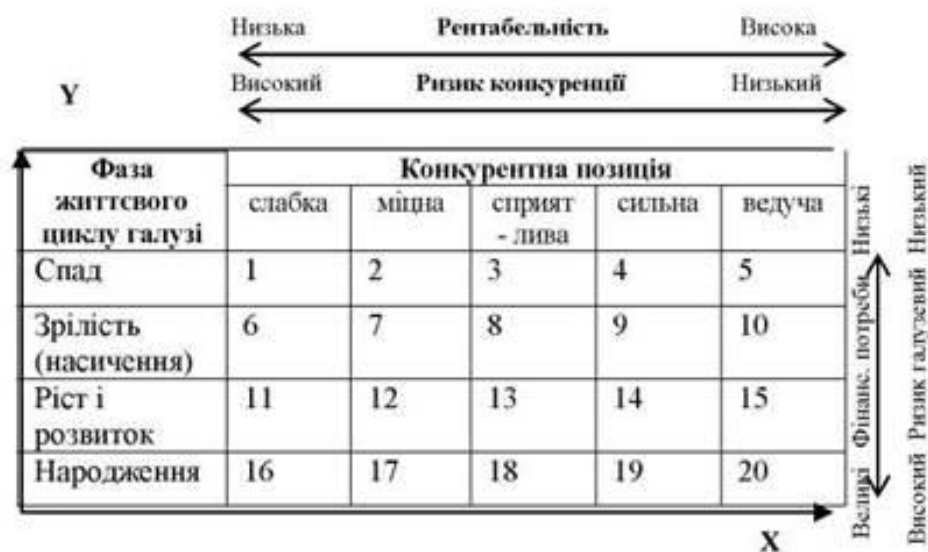 Низька Рентабельність Висока
Високий Ризик конкуренції Низький
Y
Фаза життєвого циклу галузі Конкурентна позиція
слабка міцна сприят - лива сильна ведуча
Спад 1 2 3 4 5
Зрілість (насичення) 6 7 8 9 10
Ріст і розвиток 11 12 13 14 15
Народження 16 17 18 19 20
X
Великі Фінанс. потреби Низькі
Високий Ризик галузевий Низький